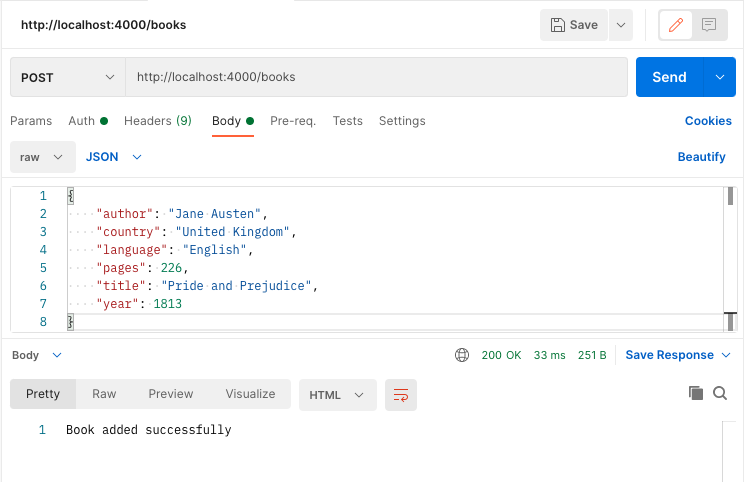 http://localhost:4000/books Save
POST http://localhost:4000/books Send
Params Auth Headers (9) Body Pre-req. Tests Settings Cookies
raw JSON Beautify
1 {
2 "author": "Jane Austen",
3 "country": "United Kingdom",
4 "language": "English",
5 "pages": 226,
6 "title": "Pride and Prejudice",
7 "year": 1813
8 }
Body 200 OK 33 ms 251 B Save Response
Pretty Raw Preview Visualize HTML
1 Book added successfully